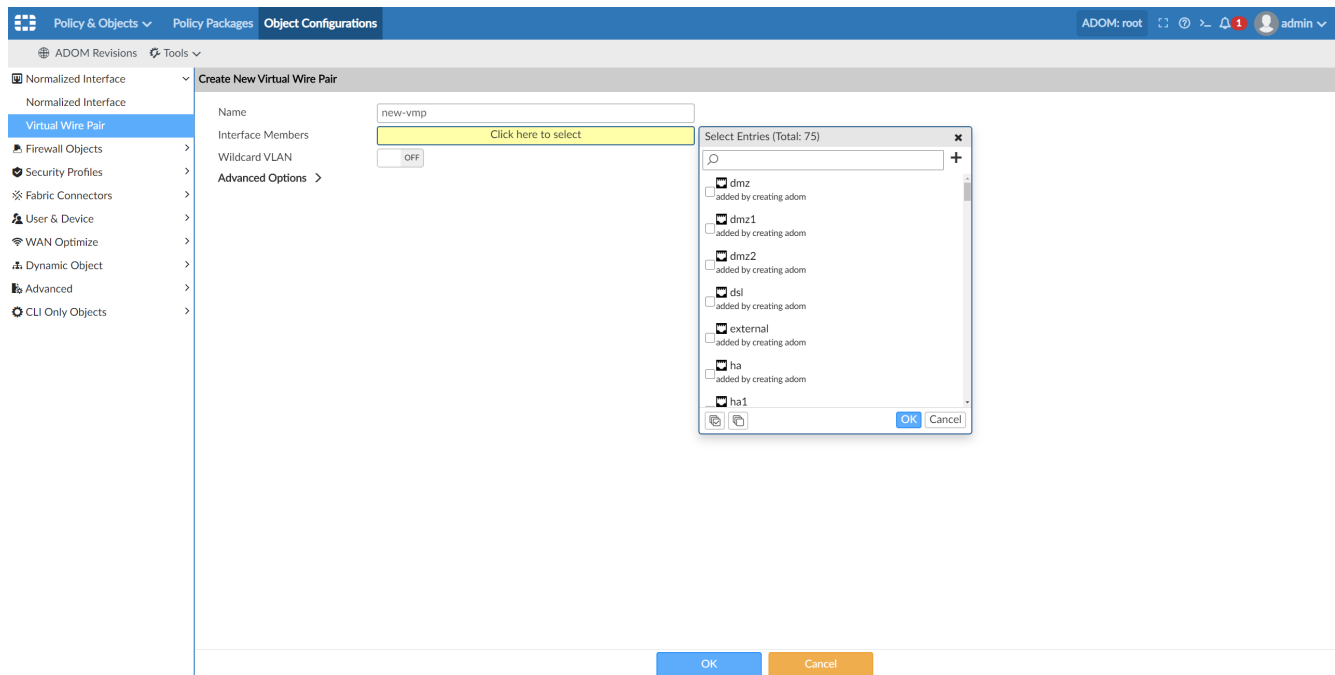 Policy & Objects Policy Packages Object Configurations ADOM: root 1 admin
ADOM Revisions Tools
Normalized Interface
Normalized Interface
Virtual Wire Pair
Firewall Objects
Security Profiles
Fabric Connectors
User & Device
WAN Optimize
Dynamic Object
Advanced
CLI Only Objects
Create New Virtual Wire Pair
Name new-vmp
Interface Members Click here to select
Wildcard VLAN OFF
Advanced Options
Select Entries (Total: 75)
dmz
added by creating adom
dmz1
added by creating adom
dmz2
added by creating adom
dsl
added by creating adom
external
added by creating adom
ha
added by creating adom
ha1
OK Cancel
OK Cancel